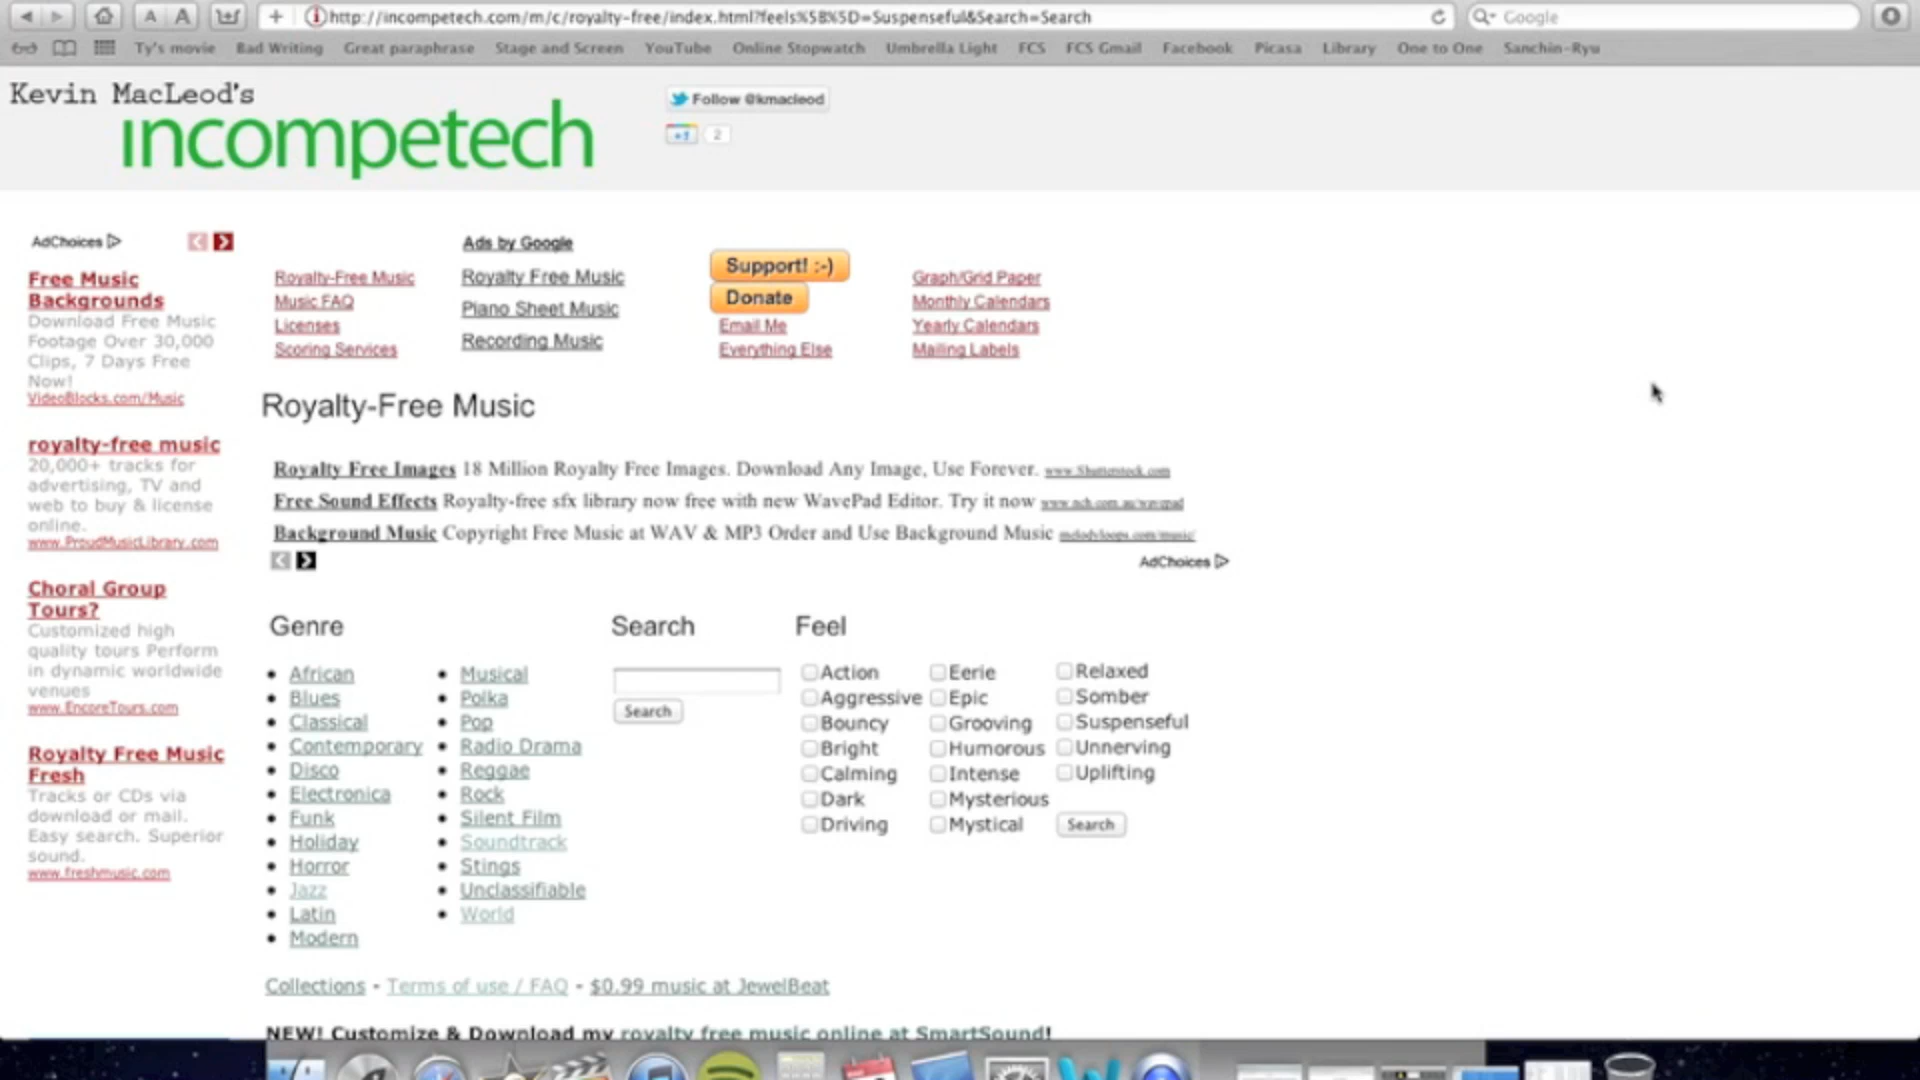 http://incompetech.com/m/c/royalty-free/index.html?feels%5B%5D=Suspenseful&Search=Search
Google
Ty's movie Bad Writing Great paraphrase Stage and Screen YouTube Online Stopwatch Umbrella Light FCS FCS Gmail Facebook Picasa Library One to One Sanchin-Ryu
Kevin MacLeod's
incompetech
Follow @kmacleod
+1 2
AdChoices
Free Music
Backgrounds
Download Free Music
Footage Over 30,000
Clips, 7 Days Free
Now!
VideoBlocks.com/Music
royalty-free music
20,000+ tracks for
advertising, TV and
web to buy & license
online.
www.ProudMusicLibrary.com
Choral Group
Tours?
Customized high
quality tours Perform
in dynamic worldwide
venues
www.EncoreTours.com
Royalty Free Music
Fresh
Tracks or CDs via
download or mail.
Easy search. Superior
sound.
www.freshmusic.com
Royalty-Free Music
Music FAQ
Licenses
Scoring Services
Ads by Google
Royalty Free Music
Piano Sheet Music
Recording Music
Support! :-)
Donate
Email Me
Everything Else
Graph/Grid Paper
Monthly Calendars
Yearly Calendars
Mailing Labels
Royalty-Free Music
Royalty Free Images 18 Million Royalty Free Images. Download Any Image, Use Forever. www.Shutterstock.com
Free Sound Effects Royalty-free sfx library now free with new WavePad Editor. Try it now www.nch.com.au/wavepad
Background Music Copyright Free Music at WAV & MP3 Order and Use Background Music melodyloops.com/music/
AdChoices
Genre
African
Blues
Classical
Contemporary
Disco
Electronica
Funk
Holiday
Horror
Jazz
Latin
Modern
Musical
Polka
Pop
Radio Drama
Reggae
Rock
Silent Film
Soundtrack
Stings
Unclassifiable
World
Search
Search
Feel
Action
Aggressive
Bouncy
Bright
Calming
Dark
Driving
Eerie
Epic
Grooving
Humorous
Intense
Mysterious
Mystical
Relaxed
Somber
Suspenseful
Unnerving
Uplifting
Search
Collections - Terms of use / FAQ - $0.99 music at JewelBeat
NEW! Customize & Download my royalty free music online at SmartSound!